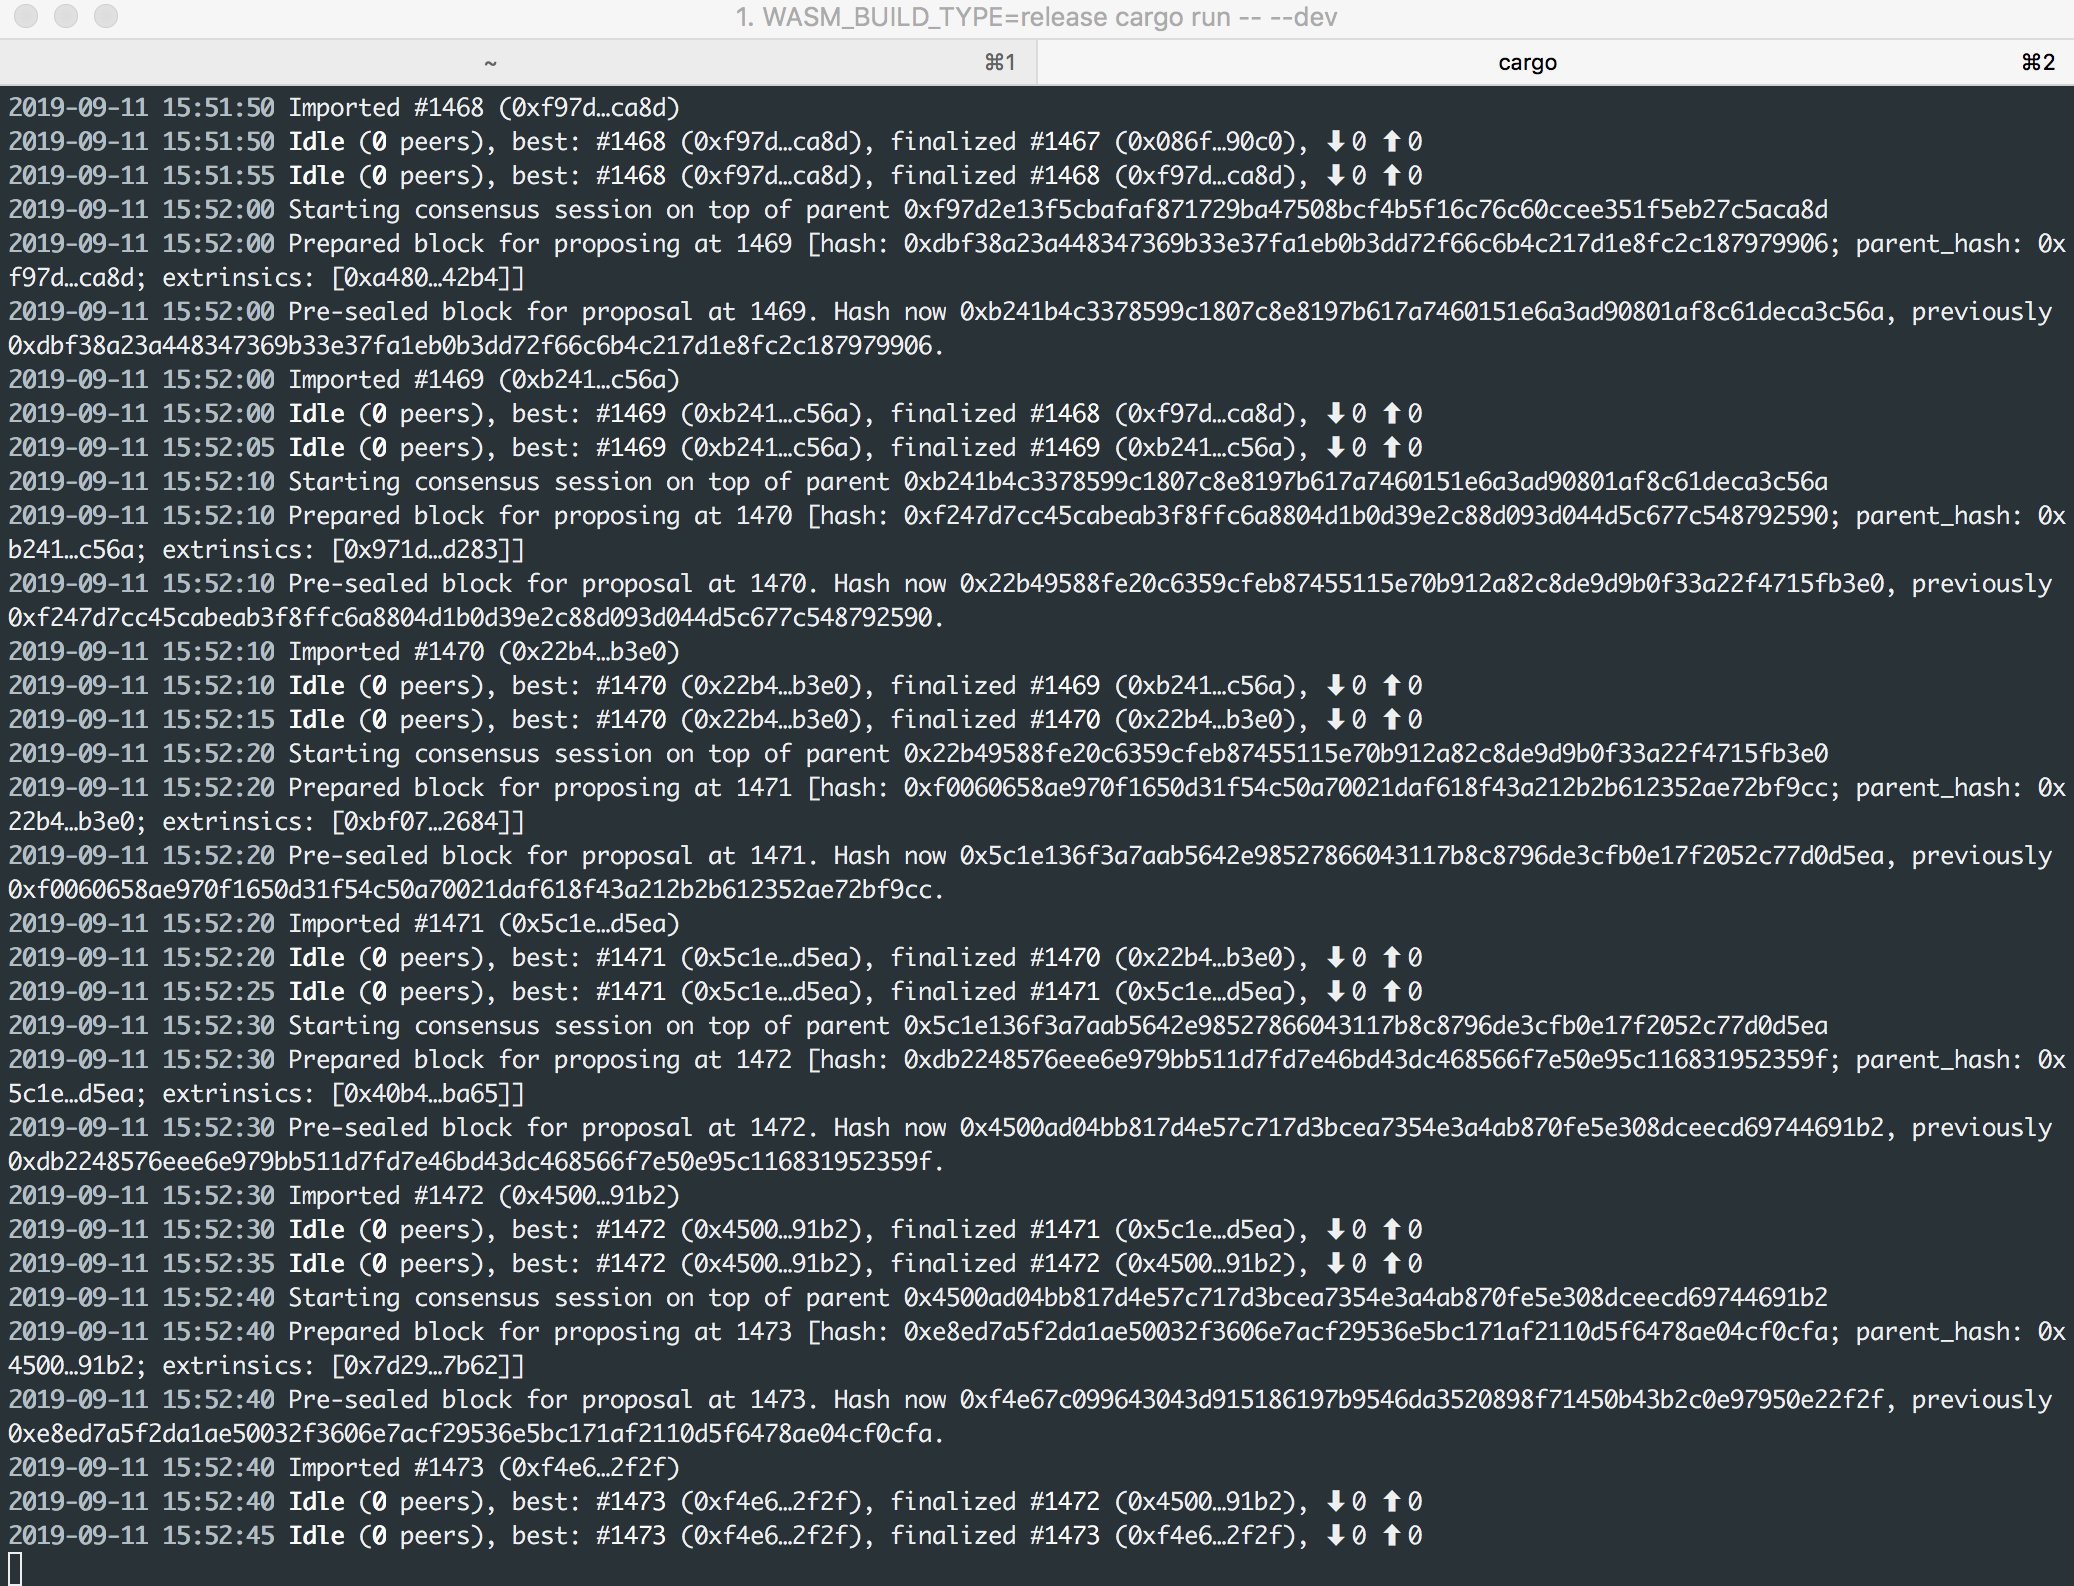 1. WASM_BUILD_TYPE=release cargo run -- --dev
~ ⌘1 cargo ⌘2
2019-09-11 15:51:50 Imported #1468 (0xf97d…ca8d)
2019-09-11 15:51:50 Idle (0 peers), best: #1468 (0xf97d…ca8d), finalized #1467 (0x086f…90c0), ⬇ 0 ⬆ 0
2019-09-11 15:51:55 Idle (0 peers), best: #1468 (0xf97d…ca8d), finalized #1468 (0xf97d…ca8d), ⬇ 0 ⬆ 0
2019-09-11 15:52:00 Starting consensus session on top of parent 0xf97d2e13f5cbafaf871729ba47508bcf4b5f16c76c60ccee351f5eb27c5aca8d
2019-09-11 15:52:00 Prepared block for proposing at 1469 [hash: 0xdbf38a23a448347369b33e37fa1eb0b3dd72f66c6b4c217d1e8fc2c187979906; parent_hash: 0x
f97d…ca8d; extrinsics: [0xa480…42b4]]
2019-09-11 15:52:00 Pre-sealed block for proposal at 1469. Hash now 0xb241b4c3378599c1807c8e8197b617a7460151e6a3ad90801af8c61deca3c56a, previously
0xdbf38a23a448347369b33e37fa1eb0b3dd72f66c6b4c217d1e8fc2c187979906.
2019-09-11 15:52:00 Imported #1469 (0xb241…c56a)
2019-09-11 15:52:00 Idle (0 peers), best: #1469 (0xb241…c56a), finalized #1468 (0xf97d…ca8d), ⬇ 0 ⬆ 0
2019-09-11 15:52:05 Idle (0 peers), best: #1469 (0xb241…c56a), finalized #1469 (0xb241…c56a), ⬇ 0 ⬆ 0
2019-09-11 15:52:10 Starting consensus session on top of parent 0xb241b4c3378599c1807c8e8197b617a7460151e6a3ad90801af8c61deca3c56a
2019-09-11 15:52:10 Prepared block for proposing at 1470 [hash: 0xf247d7cc45cabeab3f8ffc6a8804d1b0d39e2c88d093d044d5c677c548792590; parent_hash: 0x
b241…c56a; extrinsics: [0x971d…d283]]
2019-09-11 15:52:10 Pre-sealed block for proposal at 1470. Hash now 0x22b49588fe20c6359cfeb87455115e70b912a82c8de9d9b0f33a22f4715fb3e0, previously
0xf247d7cc45cabeab3f8ffc6a8804d1b0d39e2c88d093d044d5c677c548792590.
2019-09-11 15:52:10 Imported #1470 (0x22b4…b3e0)
2019-09-11 15:52:10 Idle (0 peers), best: #1470 (0x22b4…b3e0), finalized #1469 (0xb241…c56a), ⬇ 0 ⬆ 0
2019-09-11 15:52:15 Idle (0 peers), best: #1470 (0x22b4…b3e0), finalized #1470 (0x22b4…b3e0), ⬇ 0 ⬆ 0
2019-09-11 15:52:20 Starting consensus session on top of parent 0x22b49588fe20c6359cfeb87455115e70b912a82c8de9d9b0f33a22f4715fb3e0
2019-09-11 15:52:20 Prepared block for proposing at 1471 [hash: 0xf0060658ae970f1650d31f54c50a70021daf618f43a212b2b612352ae72bf9cc; parent_hash: 0x
22b4…b3e0; extrinsics: [0xbf07…2684]]
2019-09-11 15:52:20 Pre-sealed block for proposal at 1471. Hash now 0x5c1e136f3a7aab5642e98527866043117b8c8796de3cfb0e17f2052c77d0d5ea, previously
0xf0060658ae970f1650d31f54c50a70021daf618f43a212b2b612352ae72bf9cc.
2019-09-11 15:52:20 Imported #1471 (0x5c1e…d5ea)
2019-09-11 15:52:20 Idle (0 peers), best: #1471 (0x5c1e…d5ea), finalized #1470 (0x22b4…b3e0), ⬇ 0 ⬆ 0
2019-09-11 15:52:25 Idle (0 peers), best: #1471 (0x5c1e…d5ea), finalized #1471 (0x5c1e…d5ea), ⬇ 0 ⬆ 0
2019-09-11 15:52:30 Starting consensus session on top of parent 0x5c1e136f3a7aab5642e98527866043117b8c8796de3cfb0e17f2052c77d0d5ea
2019-09-11 15:52:30 Prepared block for proposing at 1472 [hash: 0xdb2248576eee6e979bb511d7fd7e46bd43dc468566f7e50e95c116831952359f; parent_hash: 0x
5c1e…d5ea; extrinsics: [0x40b4…ba65]]
2019-09-11 15:52:30 Pre-sealed block for proposal at 1472. Hash now 0x4500ad04bb817d4e57c717d3bcea7354e3a4ab870fe5e308dceecd69744691b2, previously
0xdb2248576eee6e979bb511d7fd7e46bd43dc468566f7e50e95c116831952359f.
2019-09-11 15:52:30 Imported #1472 (0x4500…91b2)
2019-09-11 15:52:30 Idle (0 peers), best: #1472 (0x4500…91b2), finalized #1471 (0x5c1e…d5ea), ⬇ 0 ⬆ 0
2019-09-11 15:52:35 Idle (0 peers), best: #1472 (0x4500…91b2), finalized #1472 (0x4500…91b2), ⬇ 0 ⬆ 0
2019-09-11 15:52:40 Starting consensus session on top of parent 0x4500ad04bb817d4e57c717d3bcea7354e3a4ab870fe5e308dceecd69744691b2
2019-09-11 15:52:40 Prepared block for proposing at 1473 [hash: 0xe8ed7a5f2da1ae50032f3606e7acf29536e5bc171af2110d5f6478ae04cf0cfa; parent_hash: 0x
4500…91b2; extrinsics: [0x7d29…7b62]]
2019-09-11 15:52:40 Pre-sealed block for proposal at 1473. Hash now 0xf4e67c099643043d915186197b9546da3520898f71450b43b2c0e97950e22f2f, previously
0xe8ed7a5f2da1ae50032f3606e7acf29536e5bc171af2110d5f6478ae04cf0cfa.
2019-09-11 15:52:40 Imported #1473 (0xf4e6…2f2f)
2019-09-11 15:52:40 Idle (0 peers), best: #1473 (0xf4e6…2f2f), finalized #1472 (0x4500…91b2), ⬇ 0 ⬆ 0
2019-09-11 15:52:45 Idle (0 peers), best: #1473 (0xf4e6…2f2f), finalized #1473 (0xf4e6…2f2f), ⬇ 0 ⬆ 0